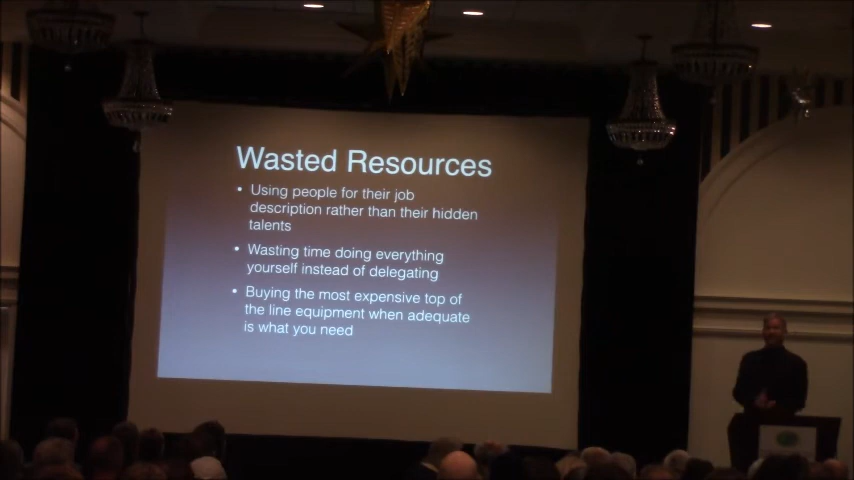 Wasted Resources
• Using people for their job
description rather than their hidden
talents
• Wasting time doing everything
yourself instead of delegating
• Buying the most expensive top of
the line equipment when adequate
is what you need